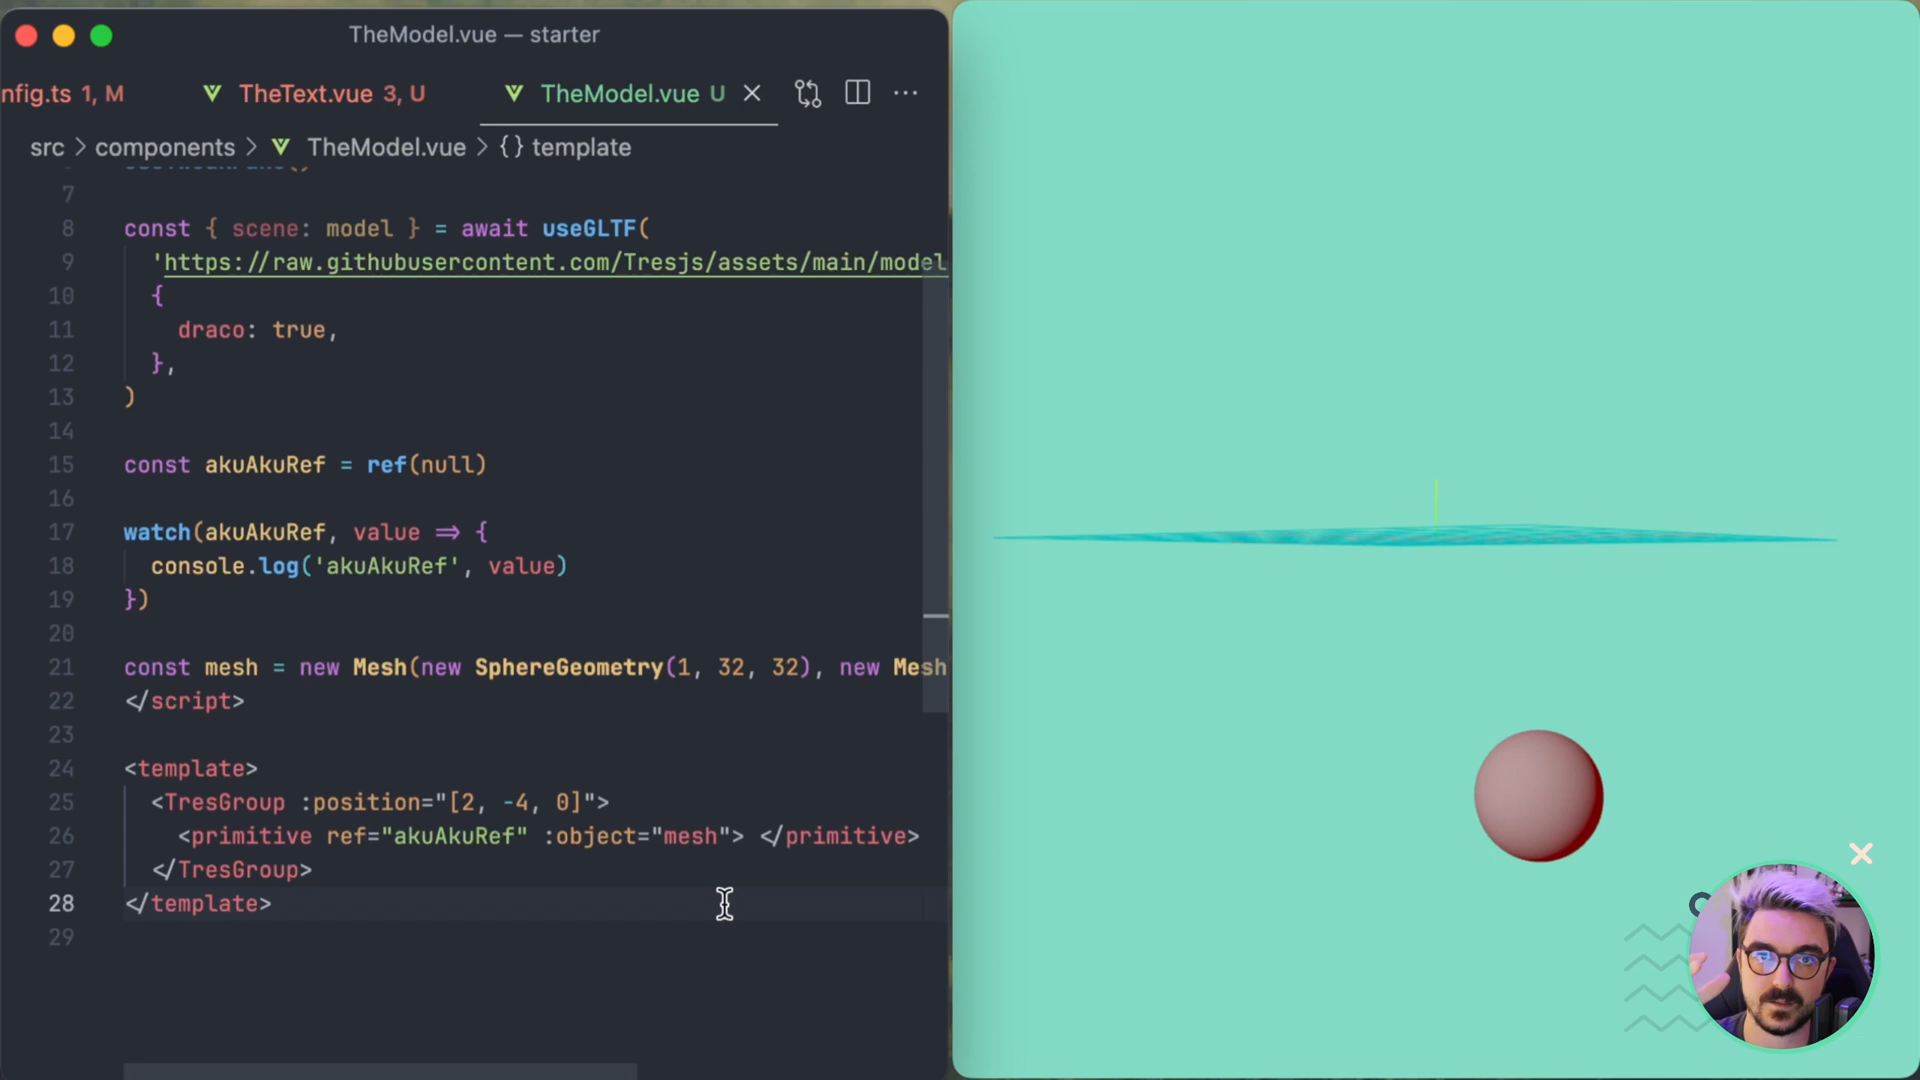 TheModel.vue — starter
nfig.ts 1, M
TheText.vue 3, U
TheModel.vue U
src > components > TheModel.vue > {} template
7
8 const { scene: model } = await useGLTF(
9 'https://raw.githubusercontent.com/Tresjs/assets/main/model
10 {
11 draco: true,
12 },
13 )
14
15 const akuAkuRef = ref(null)
16
17 watch(akuAkuRef, value => {
18 console.log('akuAkuRef', value)
19 })
20
21 const mesh = new Mesh(new SphereGeometry(1, 32, 32), new Mesh
22 </script>
23
24 <template>
25 <TresGroup :position="[2, -4, 0]">
26 <primitive ref="akuAkuRef" :object="mesh"> </primitive>
27 </TresGroup>
28 </template>
29